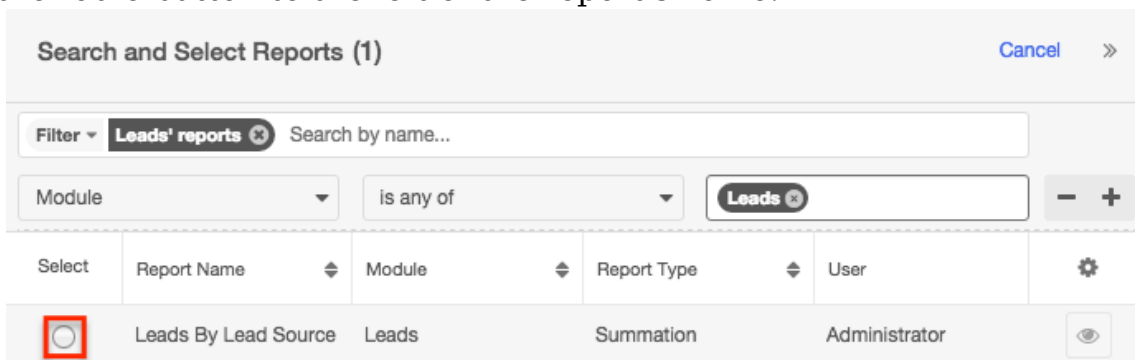 Search and Select Reports (1) Cancel »
Filter Leads' reports Search by name...
Module is any of Leads − +
Select Report Name Module Report Type User
Leads By Lead Source Leads Summation Administrator